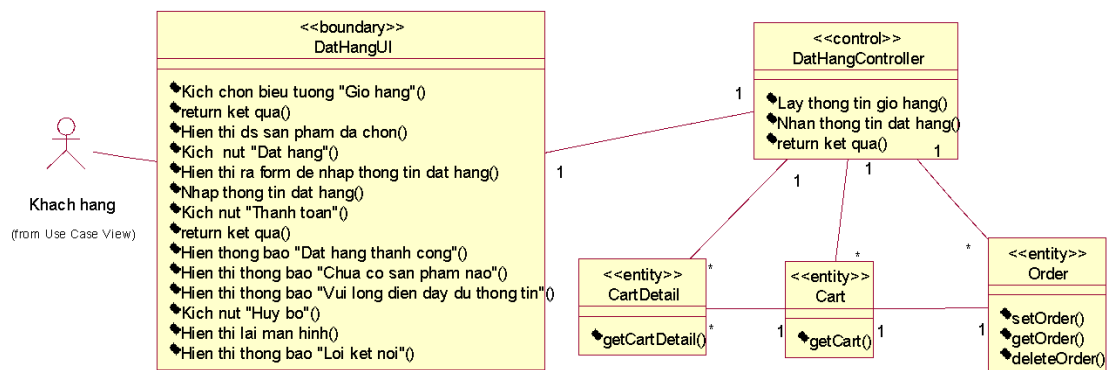 Khach hang
(from Use Case View)
<<boundary>>
DatHangUI
Kich chon bieu tuong "Gio hang"()
return ket qua()
Hien thi ds san pham da chon()
Kich nut "Dat hang"()
Hien thi ra form de nhap thong tin dat hang()
Nhap thong tin dat hang()
Kich nut "Thanh toan"()
return ket qua()
Hien thong bao "Dat hang thanh cong"()
Hien thi thong bao "Chua co san pham nao"()
Hien thi thong bao "Vui long dien day du thong tin"()
Kich nut "Huy bo"()
Hien thi lai man hinh()
Hien thi thong bao "Loi ket noi"()
1
1
<<control>>
DatHangController
Lay thong tin gio hang()
Nhan thong tin dat hang()
return ket qua()
1
1
1
*
*
*
<<entity>>
CartDetail
getCartDetail()
*
1
<<entity>>
Cart
getCart()
1
1
<<entity>>
Order
setOrder()
getOrder()
deleteOrder()